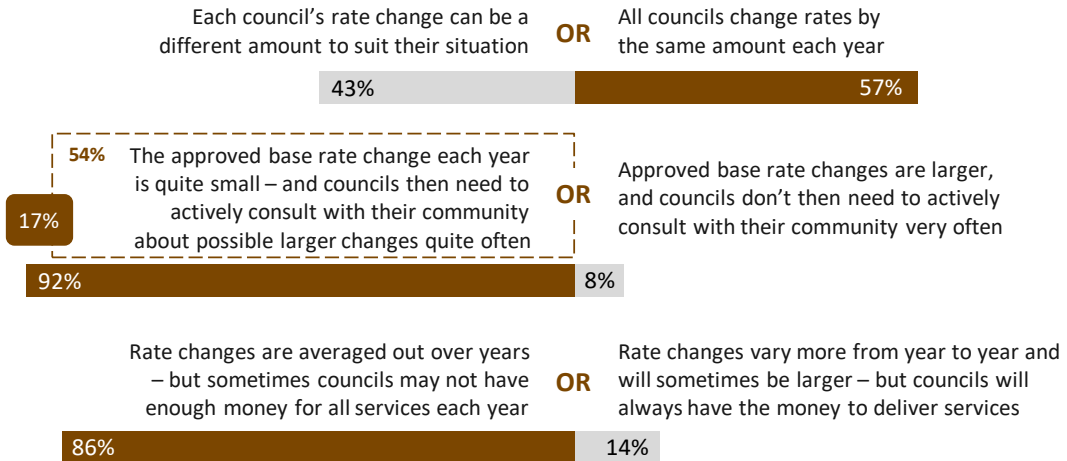 Each council’s rate change can be a
different amount to suit their situation
OR
All councils change rates by
the same amount each year
43%
57%
54%
The approved base rate change each year
is quite small – and councils then need to
actively consult with their community
about possible larger changes quite often
17%
OR
Approved base rate changes are larger,
and councils don’t then need to actively
consult with their community very often
92%
8%
Rate changes are averaged out over years
– but sometimes councils may not have
enough money for all services each year
OR
Rate changes vary more from year to year and
will sometimes be larger – but councils will
always have the money to deliver services
86%
14%